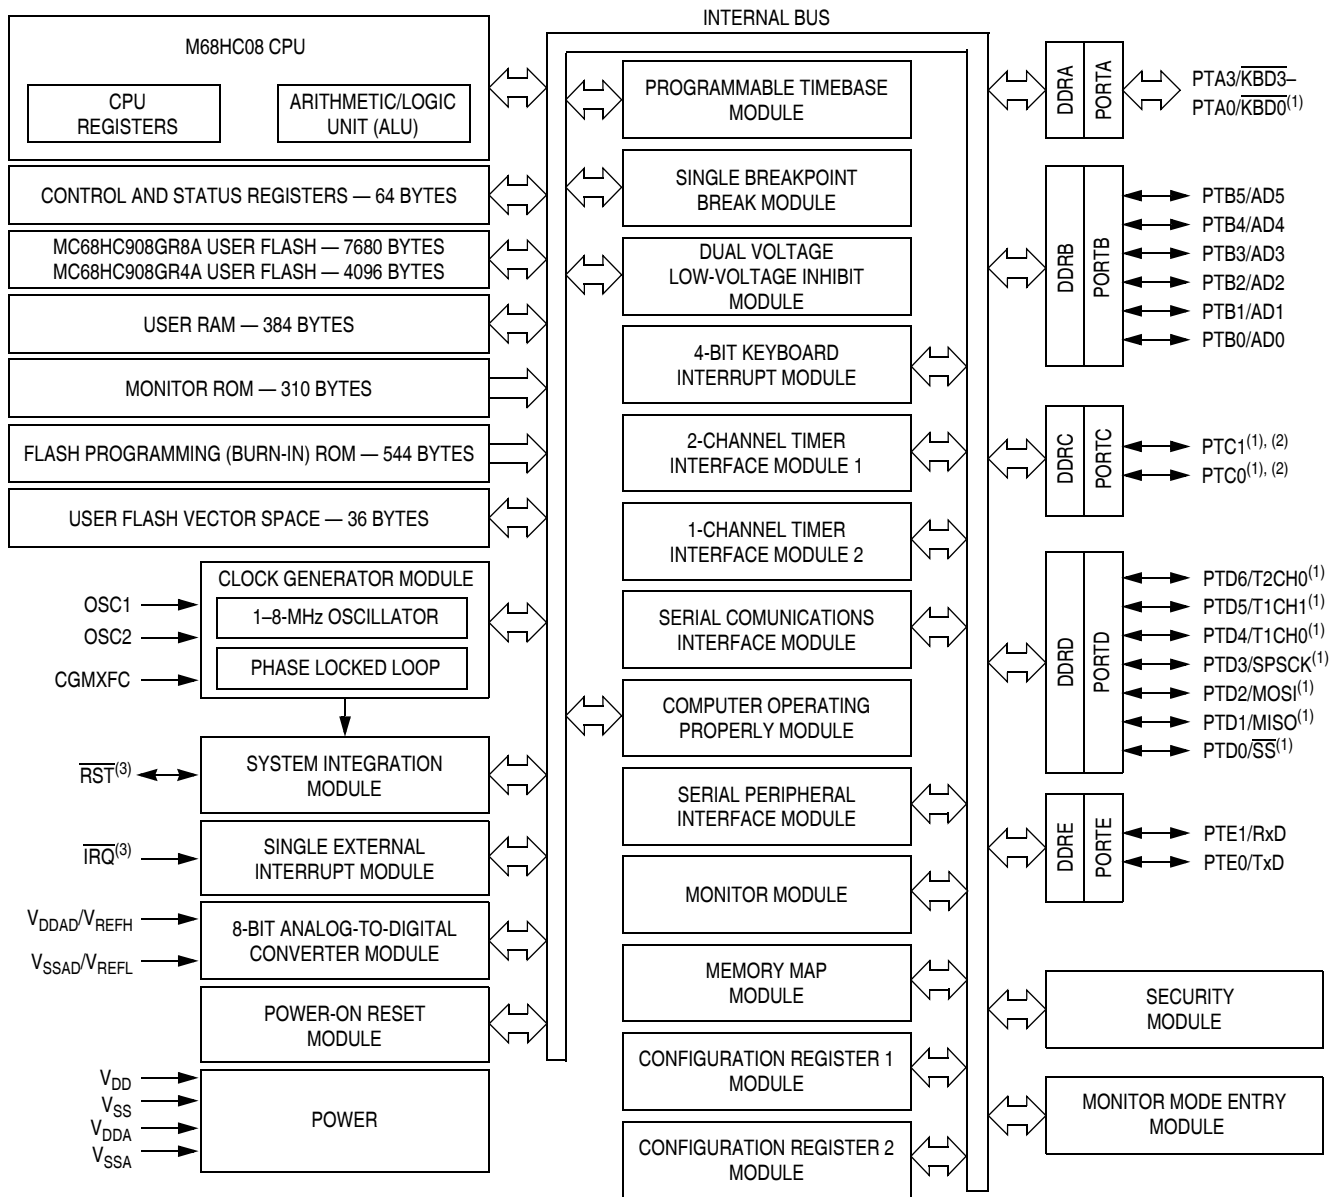 INTERNAL BUS
M68HC08 CPU
CPU
REGISTERS
ARITHMETIC/LOGIC
UNIT (ALU)
CONTROL AND STATUS REGISTERS — 64 BYTES
MC68HC908GR8A USER FLASH — 7680 BYTES
MC68HC908GR4A USER FLASH — 4096 BYTES
USER RAM — 384 BYTES
MONITOR ROM — 310 BYTES
FLASH PROGRAMMING (BURN-IN) ROM — 544 BYTES
USER FLASH VECTOR SPACE — 36 BYTES
CLOCK GENERATOR MODULE
1–8-MHz OSCILLATOR
PHASE LOCKED LOOP
OSC1
OSC2
CGMXFC
SYSTEM INTEGRATION
MODULE
RST(3)
SINGLE EXTERNAL
INTERRUPT MODULE
IRQ(3)
8-BIT ANALOG-TO-DIGITAL
CONVERTER MODULE
VDDAD/VREFH
VSSAD/VREFL
POWER-ON RESET
MODULE
POWER
VDD
VSS
VDDA
VSSA
PROGRAMMABLE TIMEBASE
MODULE
SINGLE BREAKPOINT
BREAK MODULE
DUAL VOLTAGE
LOW-VOLTAGE INHIBIT
MODULE
4-BIT KEYBOARD
INTERRUPT MODULE
2-CHANNEL TIMER
INTERFACE MODULE 1
1-CHANNEL TIMER
INTERFACE MODULE 2
SERIAL COMUNICATIONS
INTERFACE MODULE
COMPUTER OPERATING
PROPERLY MODULE
SERIAL PERIPHERAL
INTERFACE MODULE
MONITOR MODULE
MEMORY MAP
MODULE
CONFIGURATION REGISTER 1
MODULE
CONFIGURATION REGISTER 2
MODULE
DDRA
PORTA
PTA3/KBD3–
PTA0/KBD0(1)
DDRB
PORTB
PTB5/AD5
PTB4/AD4
PTB3/AD3
PTB2/AD2
PTB1/AD1
PTB0/AD0
DDRC
PORTC
PTC1(1), (2)
PTC0(1), (2)
DDRD
PORTD
PTD6/T2CH0(1)
PTD5/T1CH1(1)
PTD4/T1CH0(1)
PTD3/SPSCK(1)
PTD2/MOSI(1)
PTD1/MISO(1)
PTD0/SS(1)
DDRE
PORTE
PTE1/RxD
PTE0/TxD
SECURITY
MODULE
MONITOR MODE ENTRY
MODULE